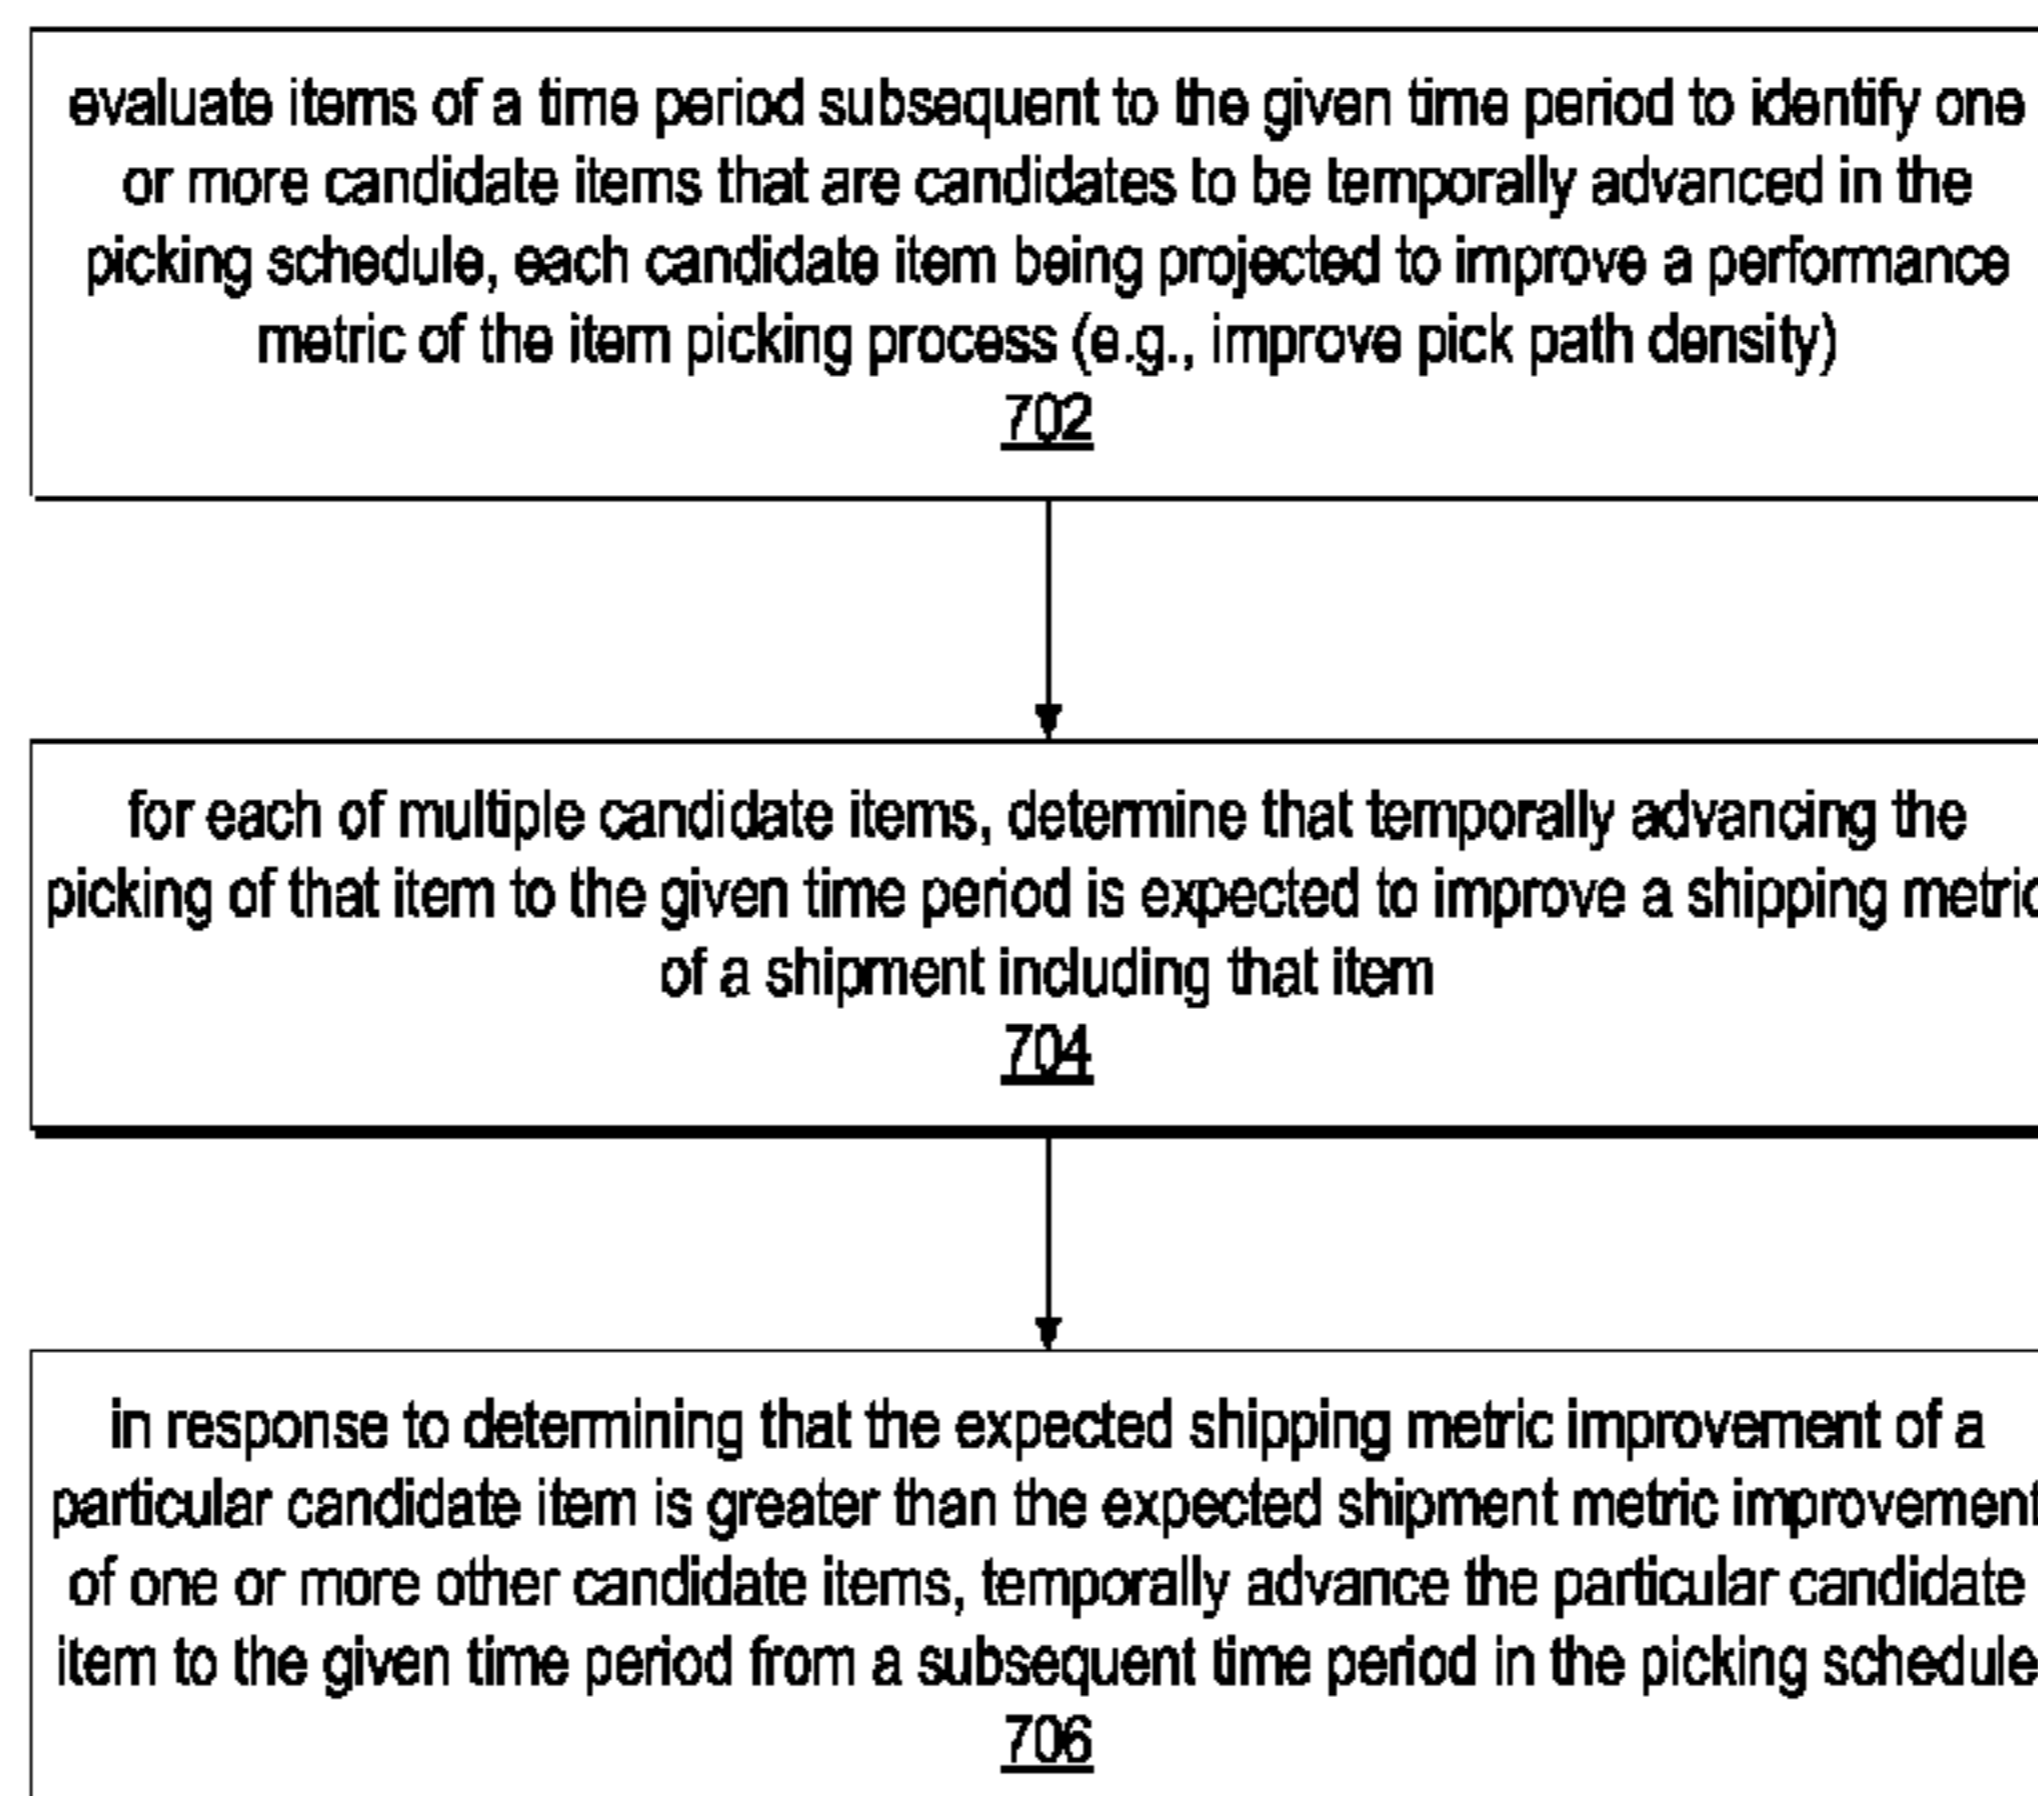 evaluate items of a time period subsequent to the given time period to identify one
or more candidate items that are candidates to be temporally advanced in the
picking schedule, each candidate item being projected to improve a performance
metric of the item picking process (e.g., improve pick path density)
702
for each of multiple candidate items, determine that temporally advancing the
picking of that item to the given time period is expected to improve a shipping metric
of a shipment including that item
704
in response to determining that the expected shipping metric improvement of a
particular candidate item is greater than the expected shipment metric improvement
of one or more other candidate items, temporally advance the particular candidate
item to the given time period from a subsequent time period in the picking schedule
706